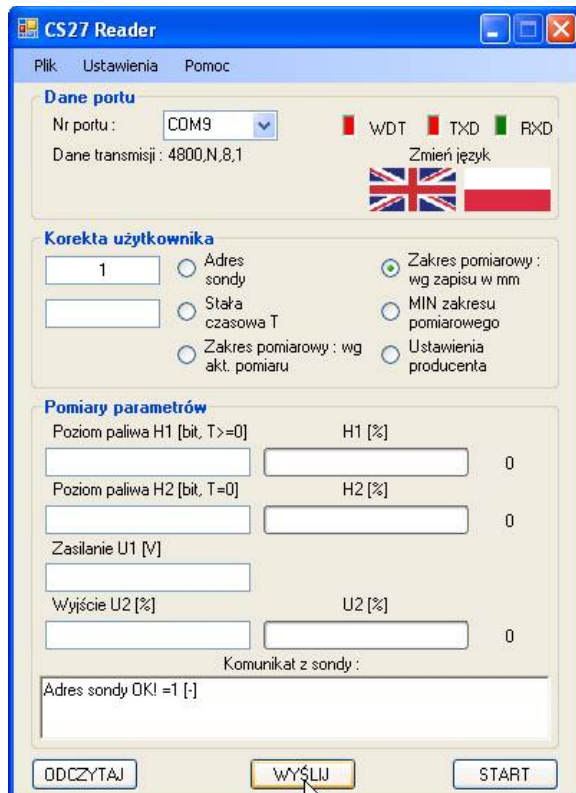 CS27 Reader
Plik Ustawienia Pomoc
Dane portu
Nr portu : COM9 WDT TXD RXD
Dane transmisji : 4800,N,8,1 Zmień język
Korekta użytkownika
1 Adres sondy Zakres pomiarowy : wg zapisu w mm
Stała czasowa T MIN zakresu pomiarowego
Zakres pomiarowy : wg akt. pomiaru Ustawienia producenta
Pomiary parametrów
Poziom paliwa H1 [bit, T>=0] H1 [%]
0
Poziom paliwa H2 [bit, T=0] H2 [%]
0
Zasilanie U1 [V]
Wyjście U2 [%] U2 [%]
0
Komunikat z sondy :
Adres sondy OK! =1 [-]
ODCZYTAJ WYŚLIJ START